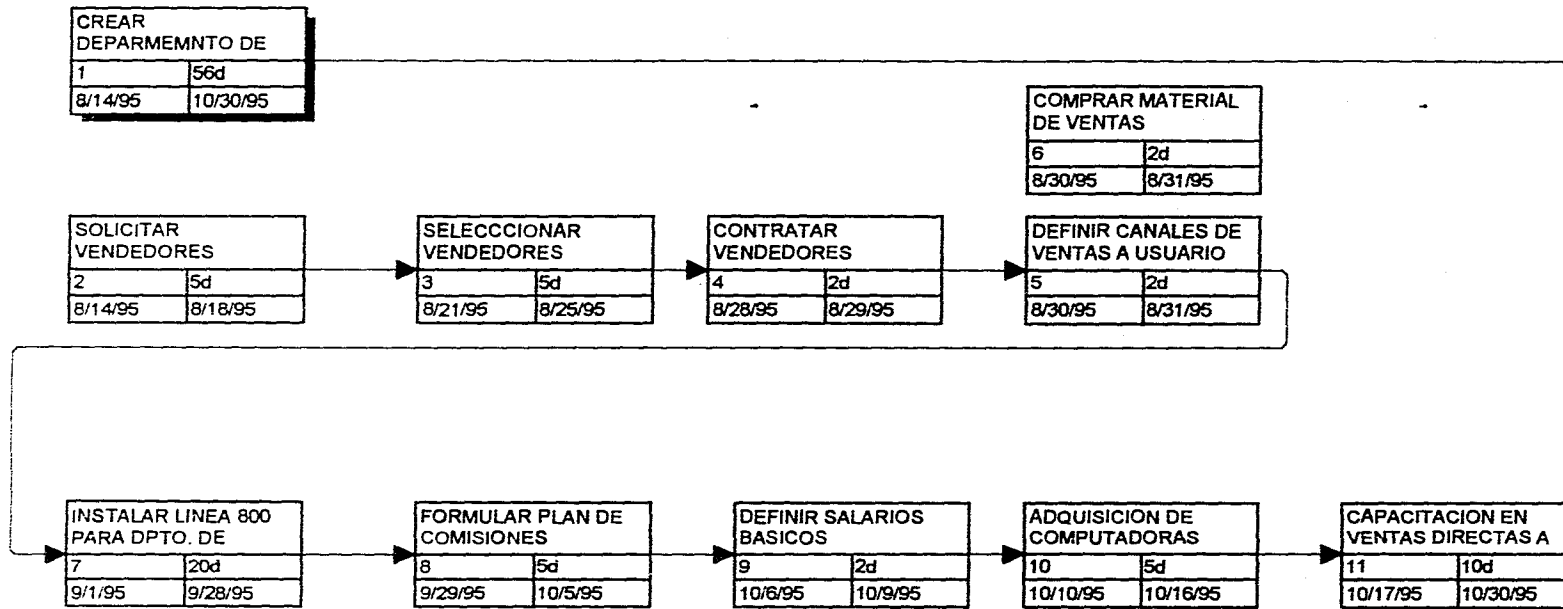 CREAR
DEPARMEMNTO DE
1 56d
8/14/95 10/30/95
COMPRAR MATERIAL
DE VENTAS
6 2d
8/30/95 8/31/95
SOLICITAR
VENDEDORES
2 5d
8/14/95 8/18/95
SELECCCIONAR
VENDEDORES
3 5d
8/21/95 8/25/95
CONTRATAR
VENDEDORES
4 2d
8/28/95 8/29/95
DEFINIR CANALES DE
VENTAS A USUARIO
5 2d
8/30/95 8/31/95
INSTALAR LINEA 800
PARA DPTO. DE
7 20d
9/1/95 9/28/95
FORMULAR PLAN DE
COMISIONES
8 5d
9/29/95 10/5/95
DEFINIR SALARIOS
BASICOS
9 2d
10/6/95 10/9/95
ADQUISICION DE
COMPUTADORAS
10 5d
10/10/95 10/16/95
CAPACITACION EN
VENTAS DIRECTAS A
11 10d
10/17/95 10/30/95